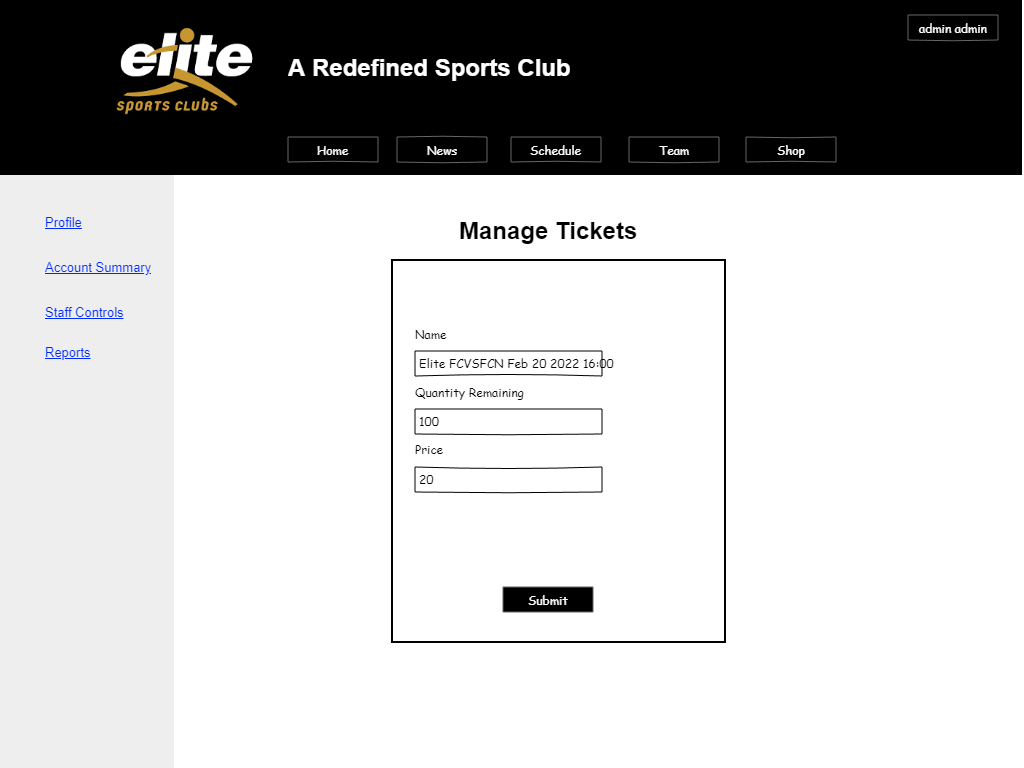 admin admin
elite
SPORTS CLUBS
A Redefined Sports Club
Home
News
Schedule
Team
Shop
Profile
Account Summary
Staff Controls
Reports
Manage Tickets
Name
Elite FCVSFCN Feb 20 2022 16:00
Quantity Remaining
100
Price
20
Submit